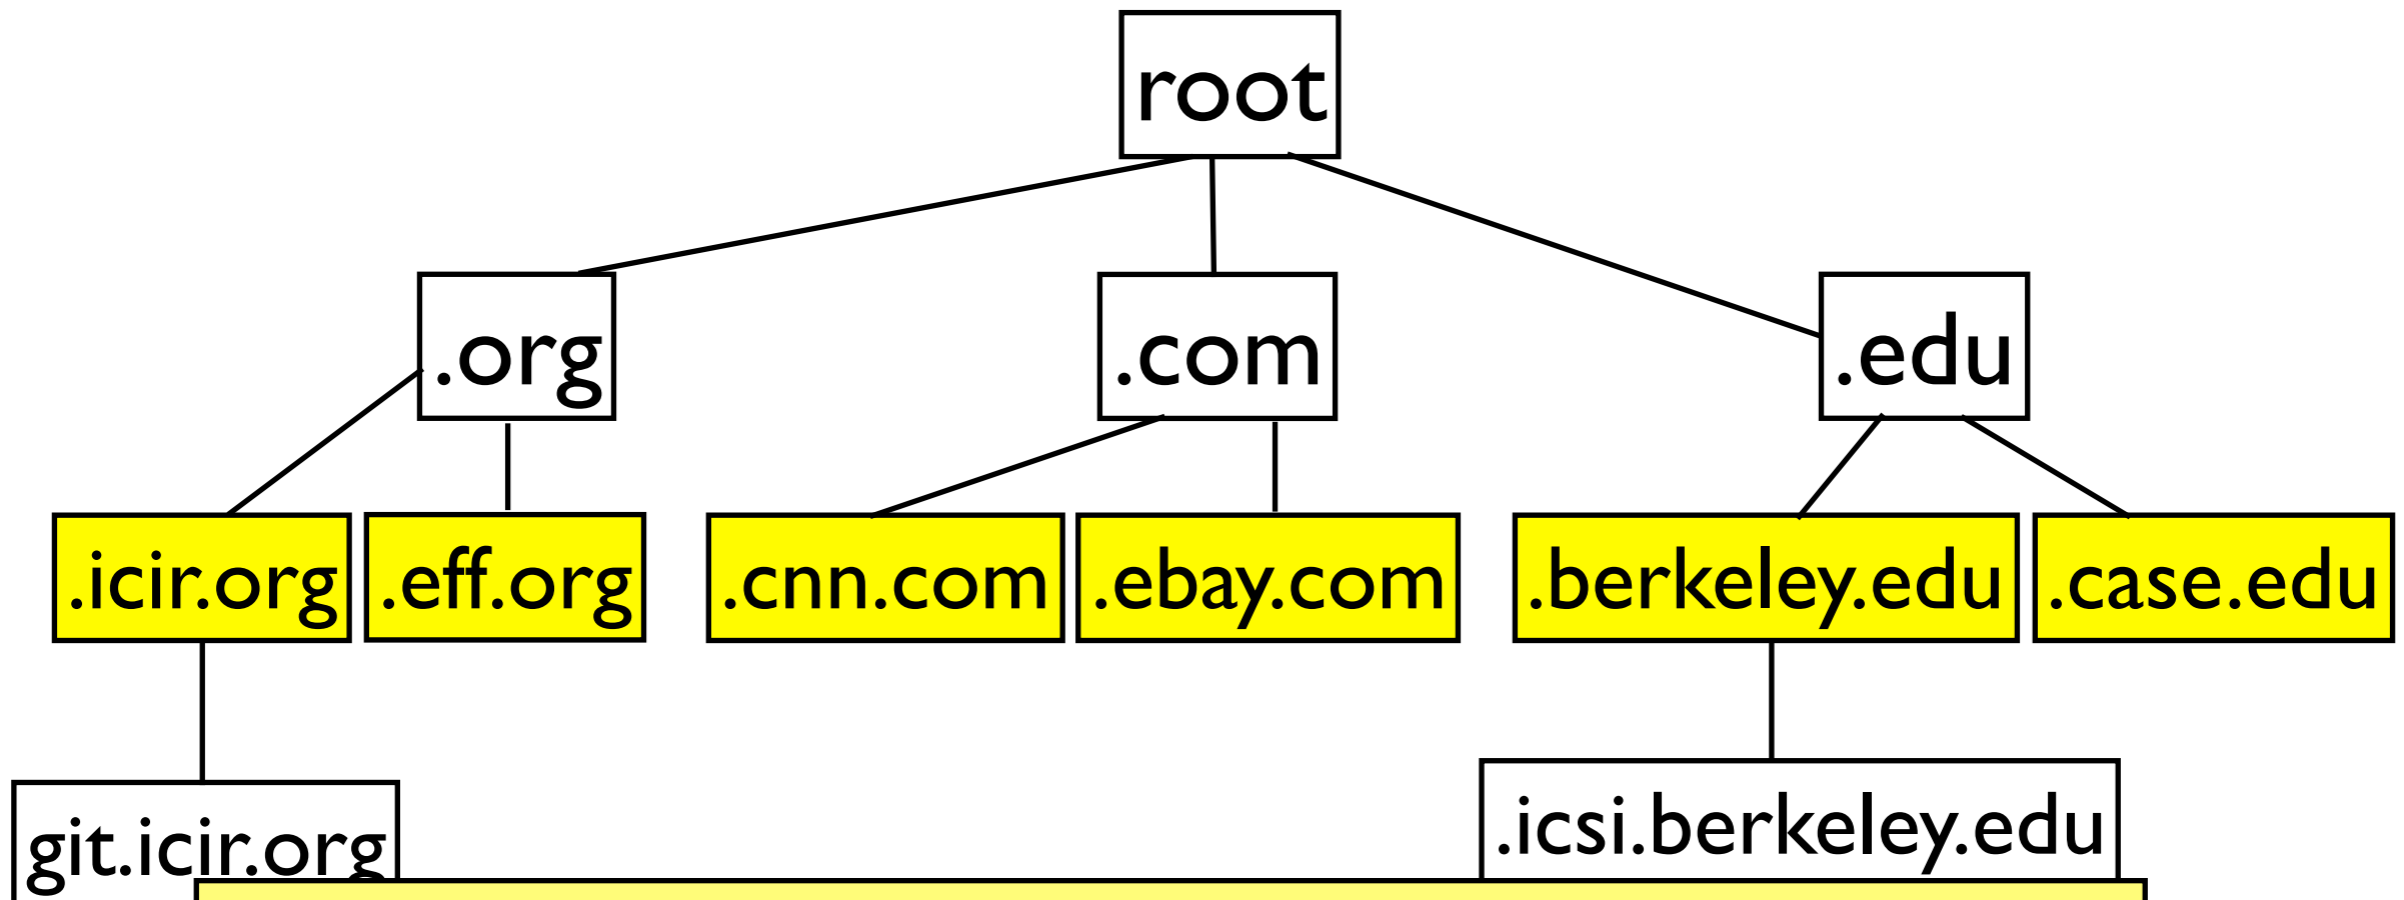 root
.org
.com
.edu
.icir.org
.eff.org
.cnn.com
.ebay.com
.berkeley.edu
.case.edu
git.icir.org
.icsi.berkeley.edu